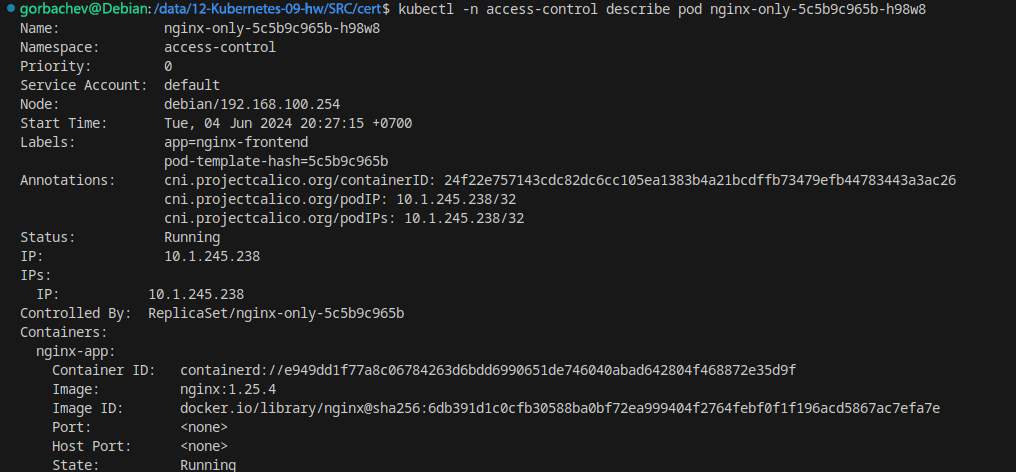 gorbachev@Debian:/data/12-Kubernetes-09-hw/SRC/cert$ kubectl -n access-control describe pod nginx-only-5c5b9c965b-h98w8
Name:             nginx-only-5c5b9c965b-h98w8
Namespace:        access-control
Priority:         0
Service Account:  default
Node:             debian/192.168.100.254
Start Time:       Tue, 04 Jun 2024 20:27:15 +0700
Labels:           app=nginx-frontend
                  pod-template-hash=5c5b9c965b
Annotations:      cni.projectcalico.org/containerID: 24f22e757143cdc82dc6cc105ea1383b4a21bcdffb73479efb44783443a3ac26
                  cni.projectcalico.org/podIP: 10.1.245.238/32
                  cni.projectcalico.org/podIPs: 10.1.245.238/32
Status:           Running
IP:               10.1.245.238
IPs:
  IP:           10.1.245.238
Controlled By:  ReplicaSet/nginx-only-5c5b9c965b
Containers:
  nginx-app:
    Container ID:   containerd://e949dd1f77a8c06784263d6bdd6990651de746040abad642804f468872e35d9f
    Image:          nginx:1.25.4
    Image ID:       docker.io/library/nginx@sha256:6db391d1c0cfb30588ba0bf72ea999404f2764febf0f1f196acd5867ac7efa7e
    Port:           <none>
    Host Port:      <none>
    State:          Running